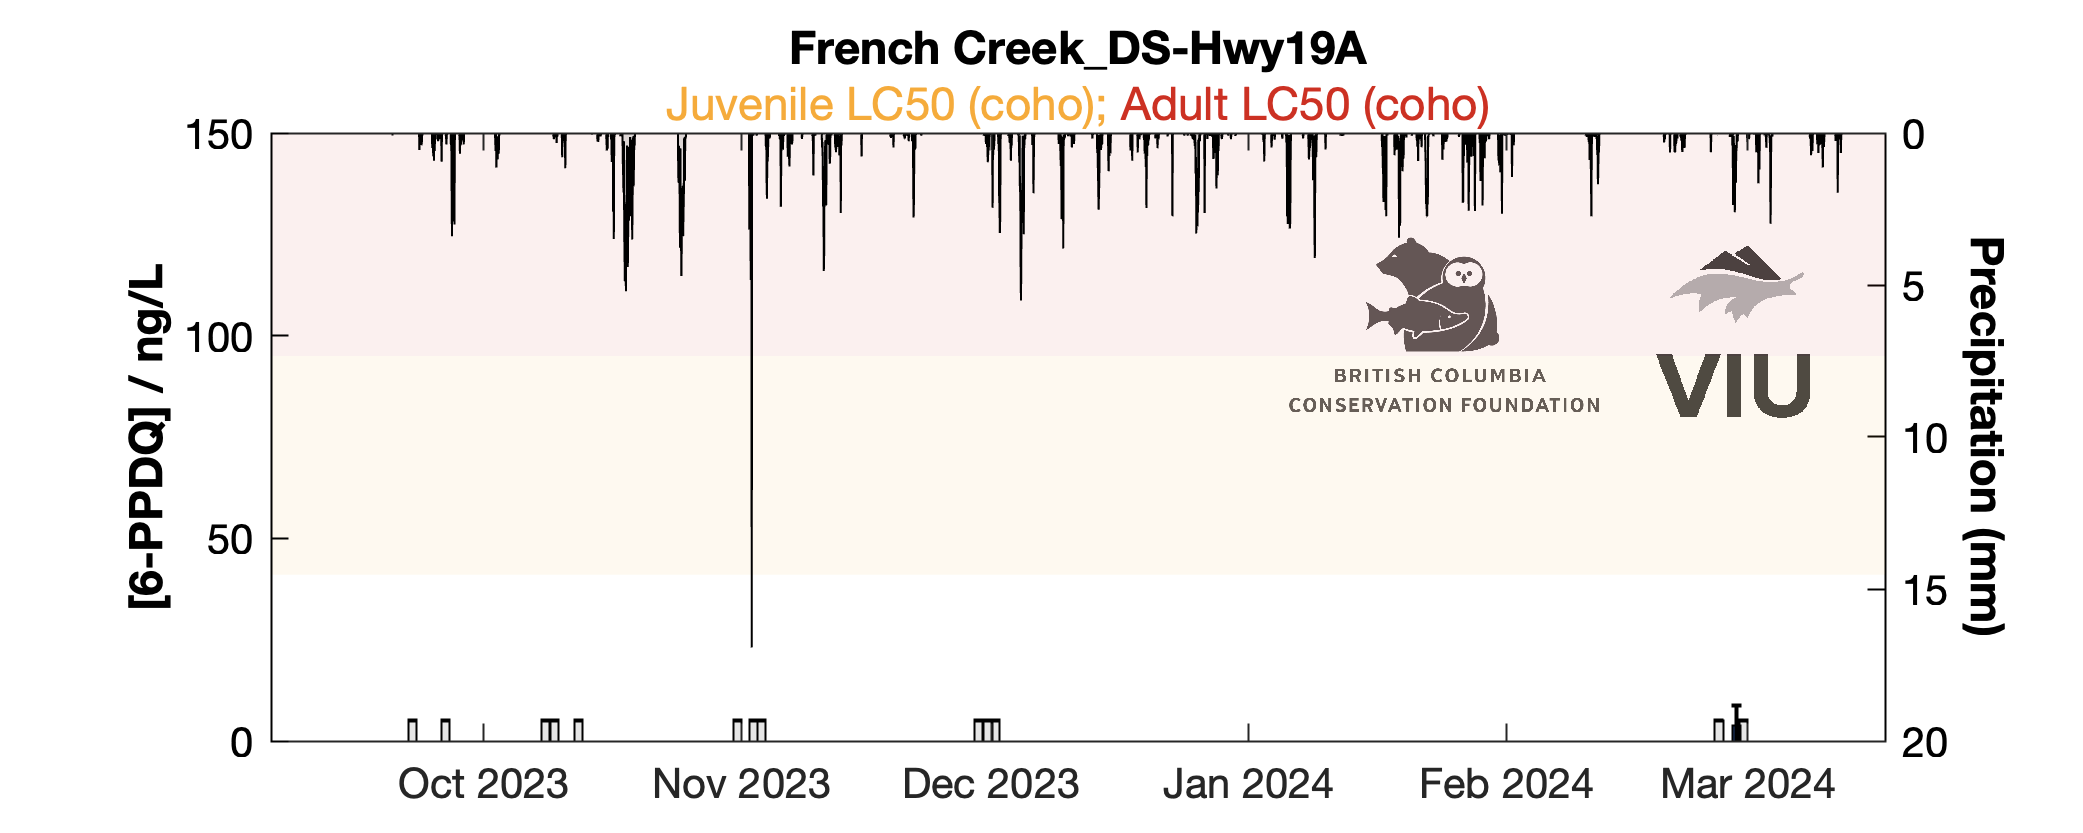 French Creek_DS-Hwy19A
Juvenile LC50 (coho); Adult LC50 (coho)
150
100
50
0
[6-PPDQ] / ng/L
0
5
10
15
20
Precipitation (mm)
BRITISH COLUMBIA
CONSERVATION FOUNDATION
VIU
Oct 2023
Nov 2023
Dec 2023
Jan 2024
Feb 2024
Mar 2024